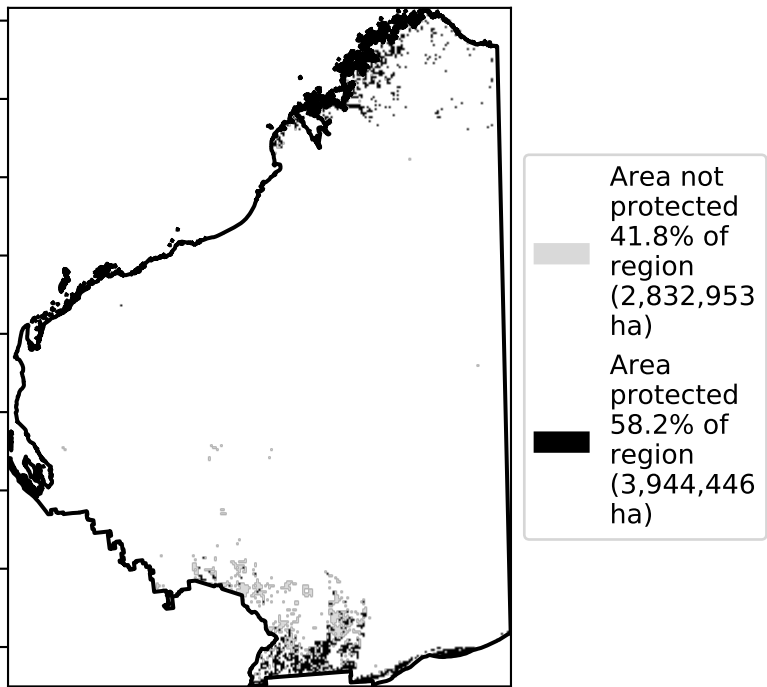 Area not
protected
41.8% of
region
(2,832,953
ha)
Area
protected
58.2% of
region
(3,944,446
ha)